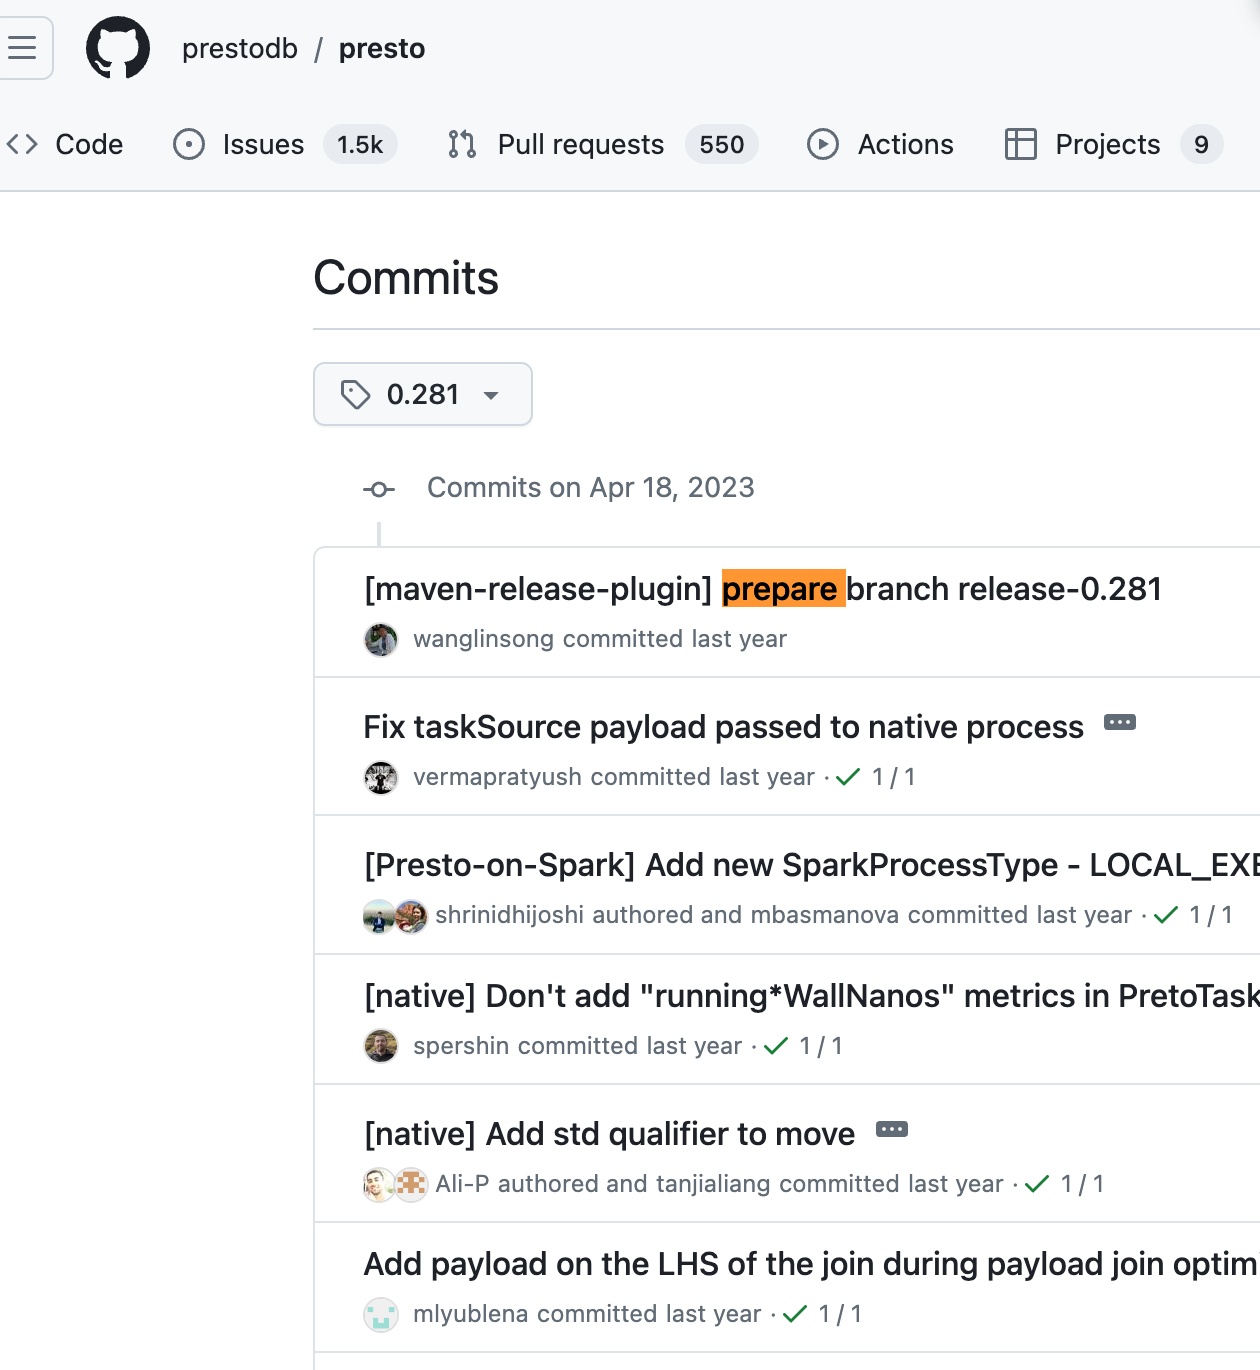 prestodb / presto
Code Issues 1.5k Pull requests 550 Actions Projects 9
Commits
0.281
Commits on Apr 18, 2023
[maven-release-plugin] prepare branch release-0.281
wanglinsong committed last year
Fix taskSource payload passed to native process
vermapratyush committed last year · 1 / 1
[Presto-on-Spark] Add new SparkProcessType - LOCAL_EXE
shrinidhijoshi authored and mbasmanova committed last year · 1 / 1
[native] Don't add "running*WallNanos" metrics in PretoTask
spershin committed last year · 1 / 1
[native] Add std qualifier to move
Ali-P authored and tanjialiang committed last year · 1 / 1
Add payload on the LHS of the join during payload join optimi
mlyublena committed last year · 1 / 1